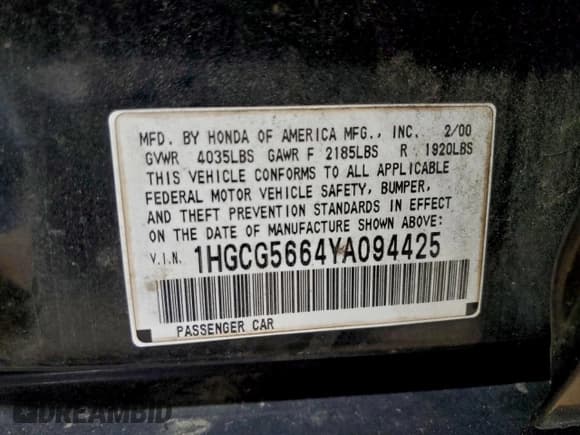 MFD. BY HONDA OF AMERICA MFG., INC. 2/00
GVWR 4035LBS GAWR F 2185LBS R 1920LBS
THIS VEHICLE CONFORMS TO ALL APPLICABLE
FEDERAL MOTOR VEHICLE SAFETY, BUMPER,
AND THEFT PREVENTION STANDARDS IN EFFECT
ON THE DATE OF MANUFACTURE SHOWN ABOVE:
V.I.N. 1HGCG5664YA094425
PASSENGER CAR
DREAMBID